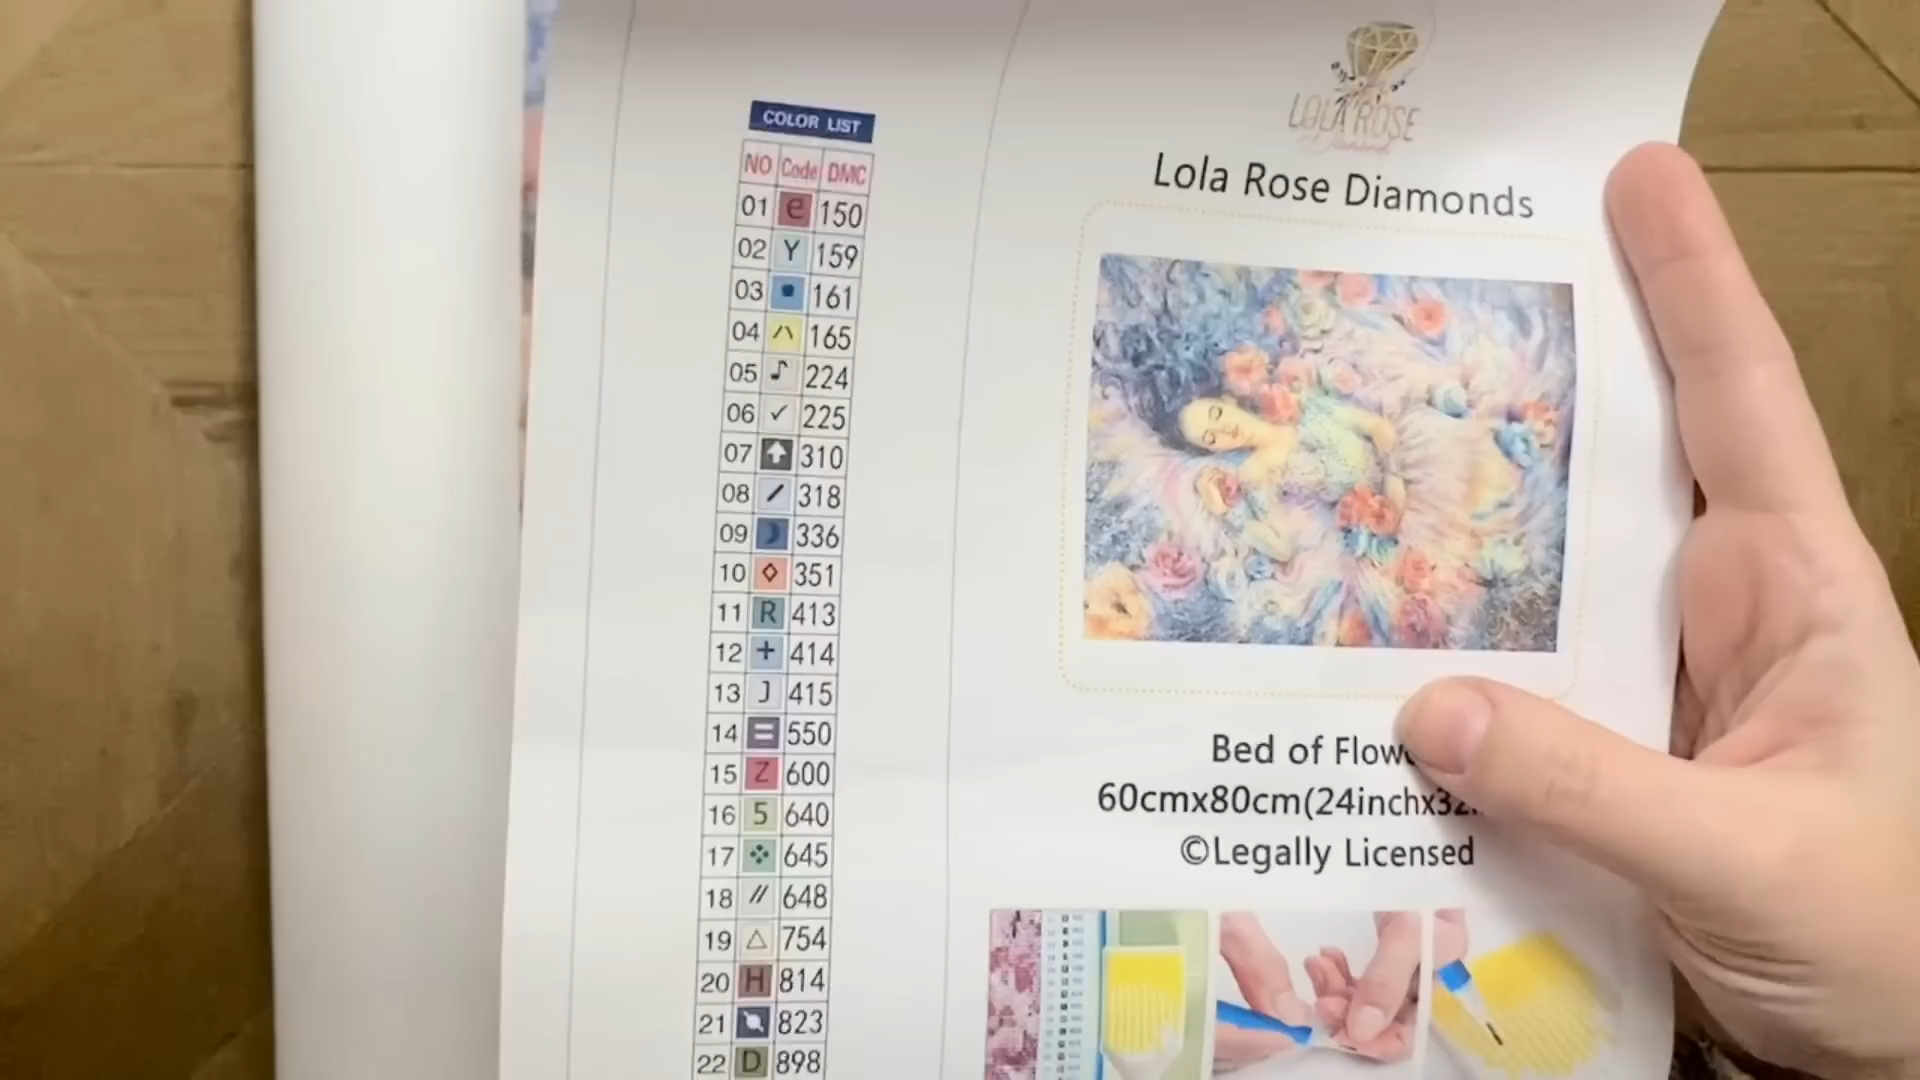 COLOR LIST
NO Code DMC
01 e 150
02 Y 159
03 161
04 165
05 ♪ 224
06 ✓ 225
07 310
08 / 318
09 336
10 ◇ 351
11 R 413
12 + 414
13 J 415
14 = 550
15 Z 600
16 5 640
17 645
18 // 648
19 △ 754
20 H 814
21 823
22 D 898
LOLA ROSE
Lola Rose Diamonds
Bed of Flow
60cmx80cm(24inchx32
©Legally Licensed